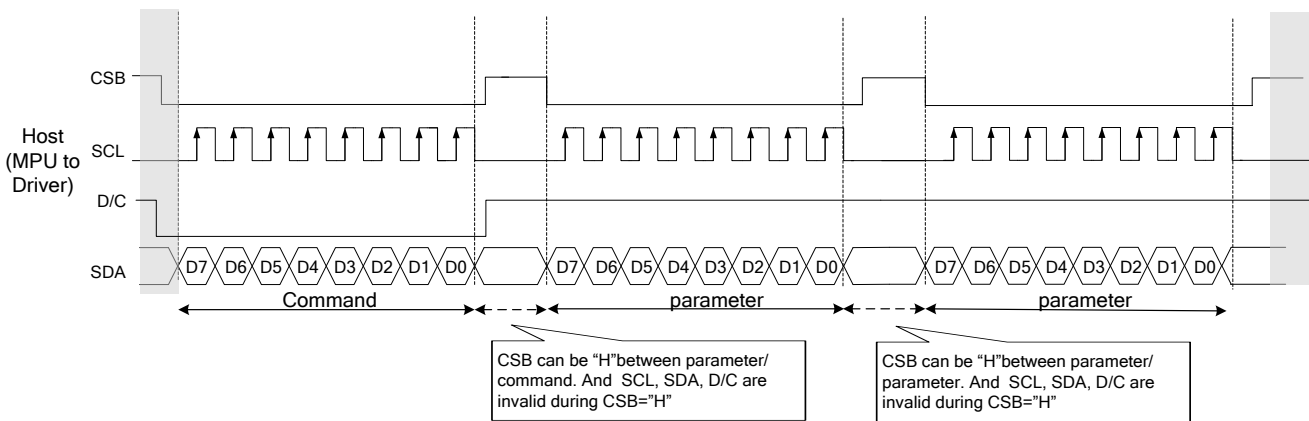 CSB
Host
(MPU to
Driver)
SCL
D/C
SDA
D7 D6 D5 D4 D3 D2 D1 D0 D7 D6 D5 D4 D3 D2 D1 D0 D7 D6 D5 D4 D3 D2 D1 D0
Command parameter parameter
CSB can be “H”between parameter/
command. And SCL, SDA, D/C are
invalid during CSB=”H”
CSB can be “H”between parameter/
parameter. And SCL, SDA, D/C are
invalid during CSB=”H”